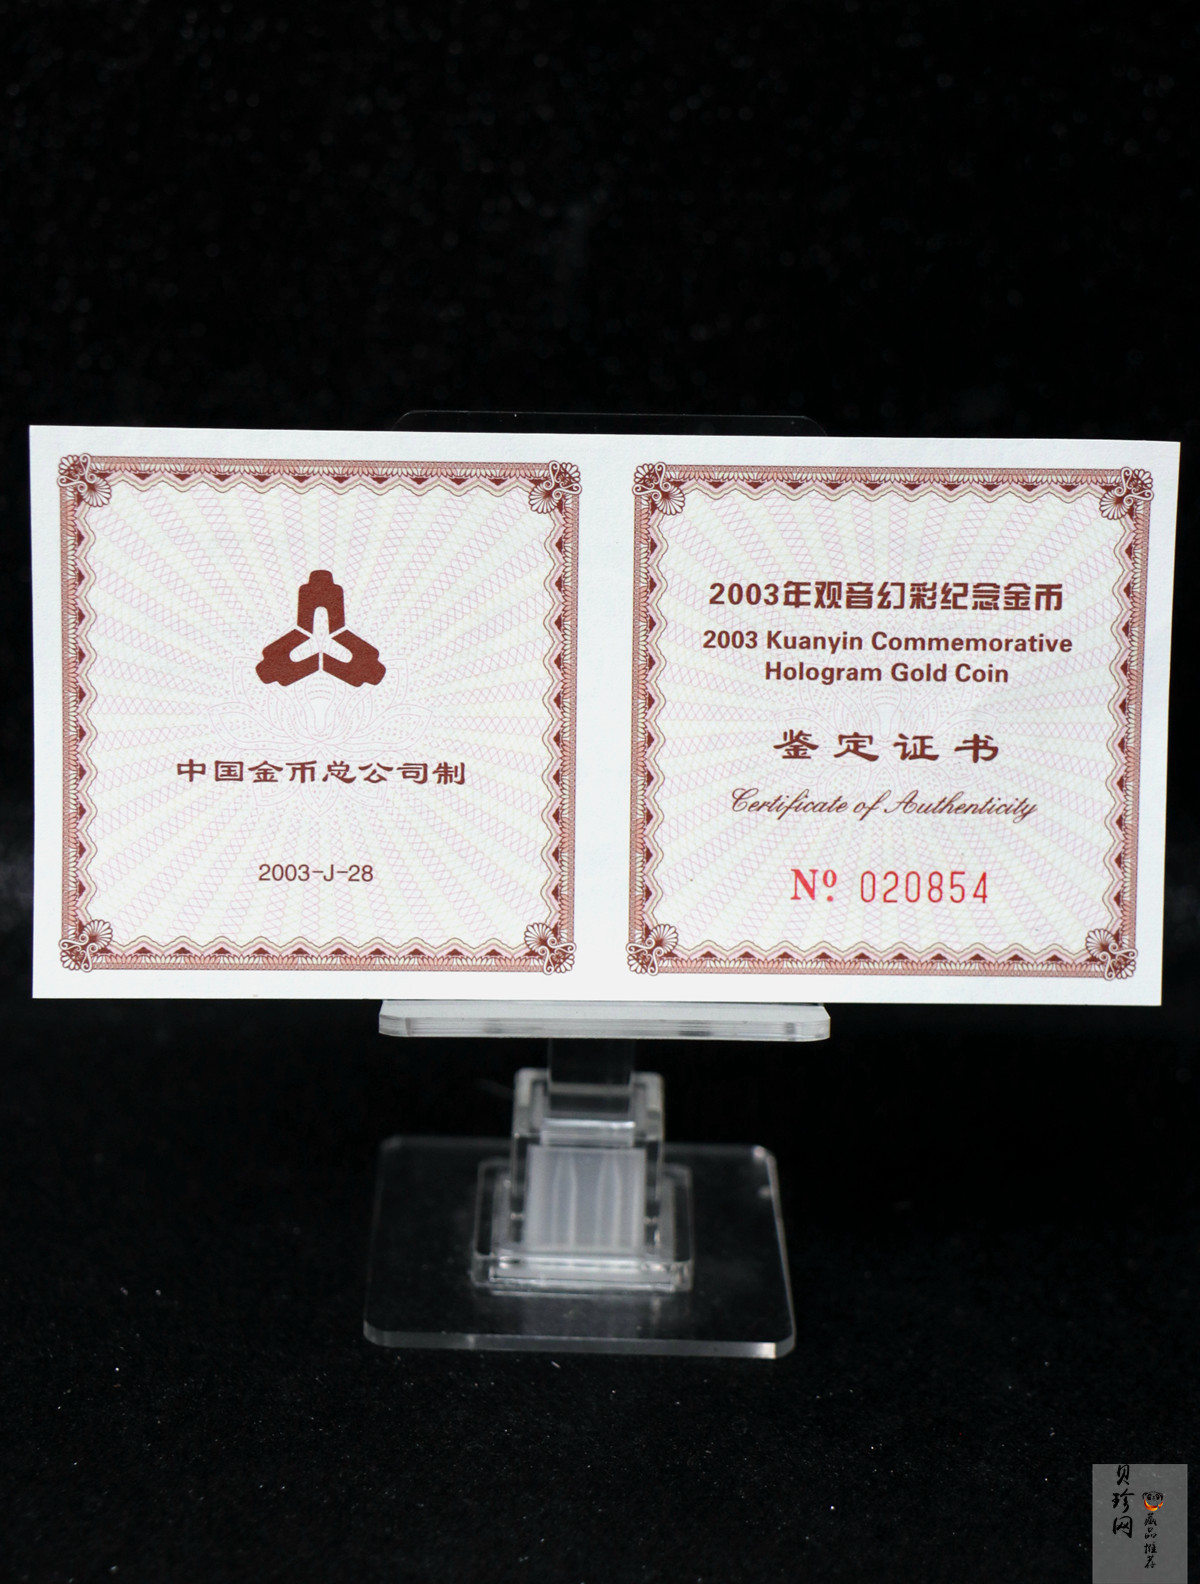 中国金币总公司制
2003-J-28
2003年观音幻彩纪念金币
2003 Kuanyin Commemorative
Hologram Gold Coin
鉴定证书
Certificate of Authenticity
Nº 020854
贝珍网
藏品推荐